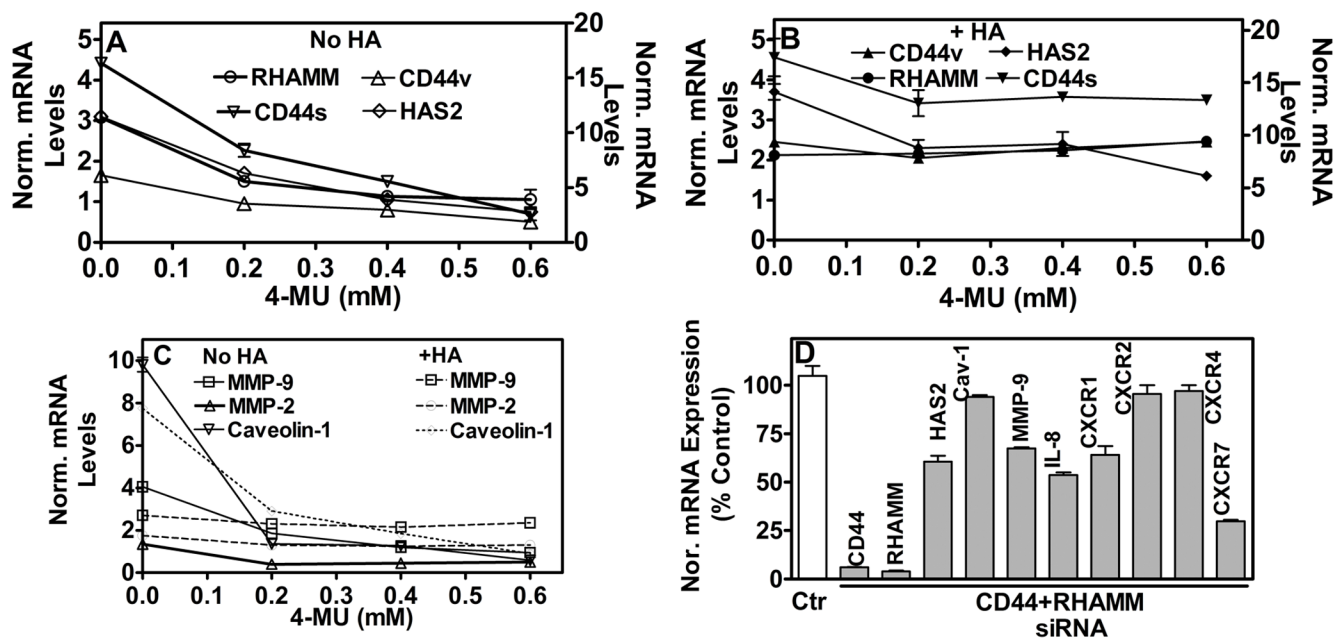 A
No HA
RHAMM
CD44v
CD44s
HAS2
Norm. mRNA
Levels
5
4
3
2
1
0
20
15
10
5
0
Norm. mRNA
Levels
0.0 0.1 0.2 0.3 0.4 0.5 0.6
4-MU (mM)
B
+ HA
CD44v
HAS2
RHAMM
CD44s
Norm. mRNA
Levels
5
4
3
2
1
0
20
15
10
5
0
Norm. mRNA
Levels
0.0 0.1 0.2 0.3 0.4 0.5 0.6
4-MU (mM)
C
No HA
+HA
MMP-9
MMP-9
MMP-2
MMP-2
Caveolin-1
Caveolin-1
Norm. mRNA
Levels
10
8
6
4
2
0
0.0 0.1 0.2 0.3 0.4 0.5 0.6
4-MU (mM)
D
Nor. mRNA Expression
(% Control)
100
75
50
25
0
CD44
RHAMM
HAS2
Cav-1
MMP-9
IL-8
CXCR1
CXCR2
CXCR4
CXCR7
Ctr
CD44+RHAMM
siRNA